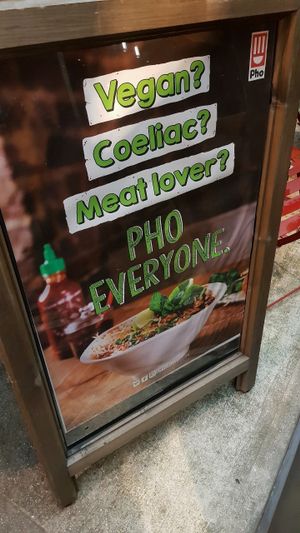 Pho
Vegan?
Coeliac?
Meat lover?
PHO
EVERYONE.